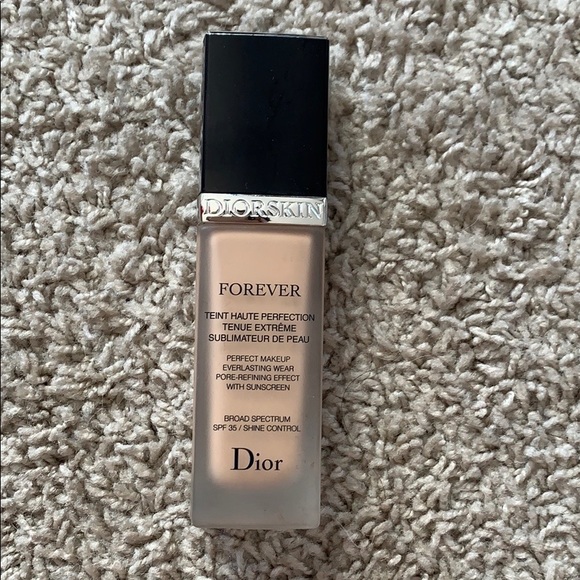 DIORSKIN
FOREVER
TEINT HAUTE PERFECTION
TENUE EXTRÊME
SUBLIMATEUR DE PEAU
PERFECT MAKEUP
EVERLASTING WEAR
PORE-REFINING EFFECT
WITH SUNSCREEN
BROAD SPECTRUM
SPF 35 / SHINE CONTROL
Dior